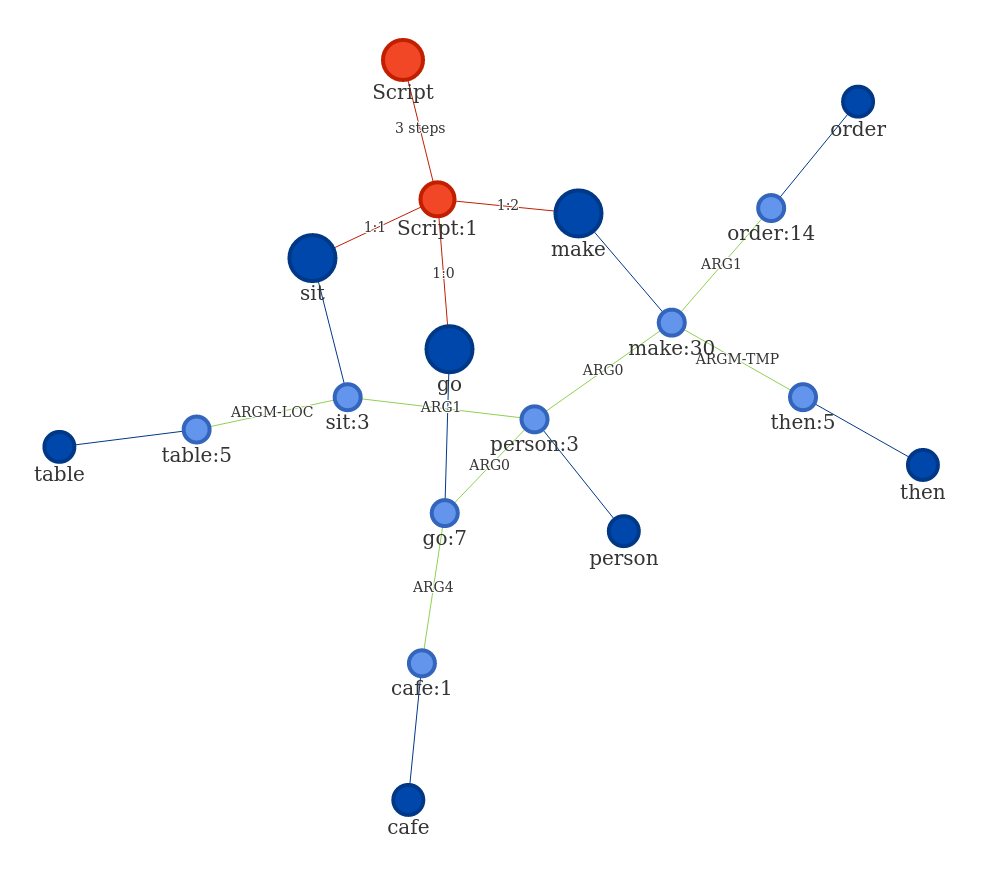 Script
order
3 steps
1:2
1:1
Script:1
order:14
make
ARG1
1:0
sit
make:30
ARGM-TMP
ARG0
go
ARG1
ARGM-LOC
sit:3
then:5
person:3
table:5
ARG0
table
then
go:7
person
ARG4
cafe:1
cafe